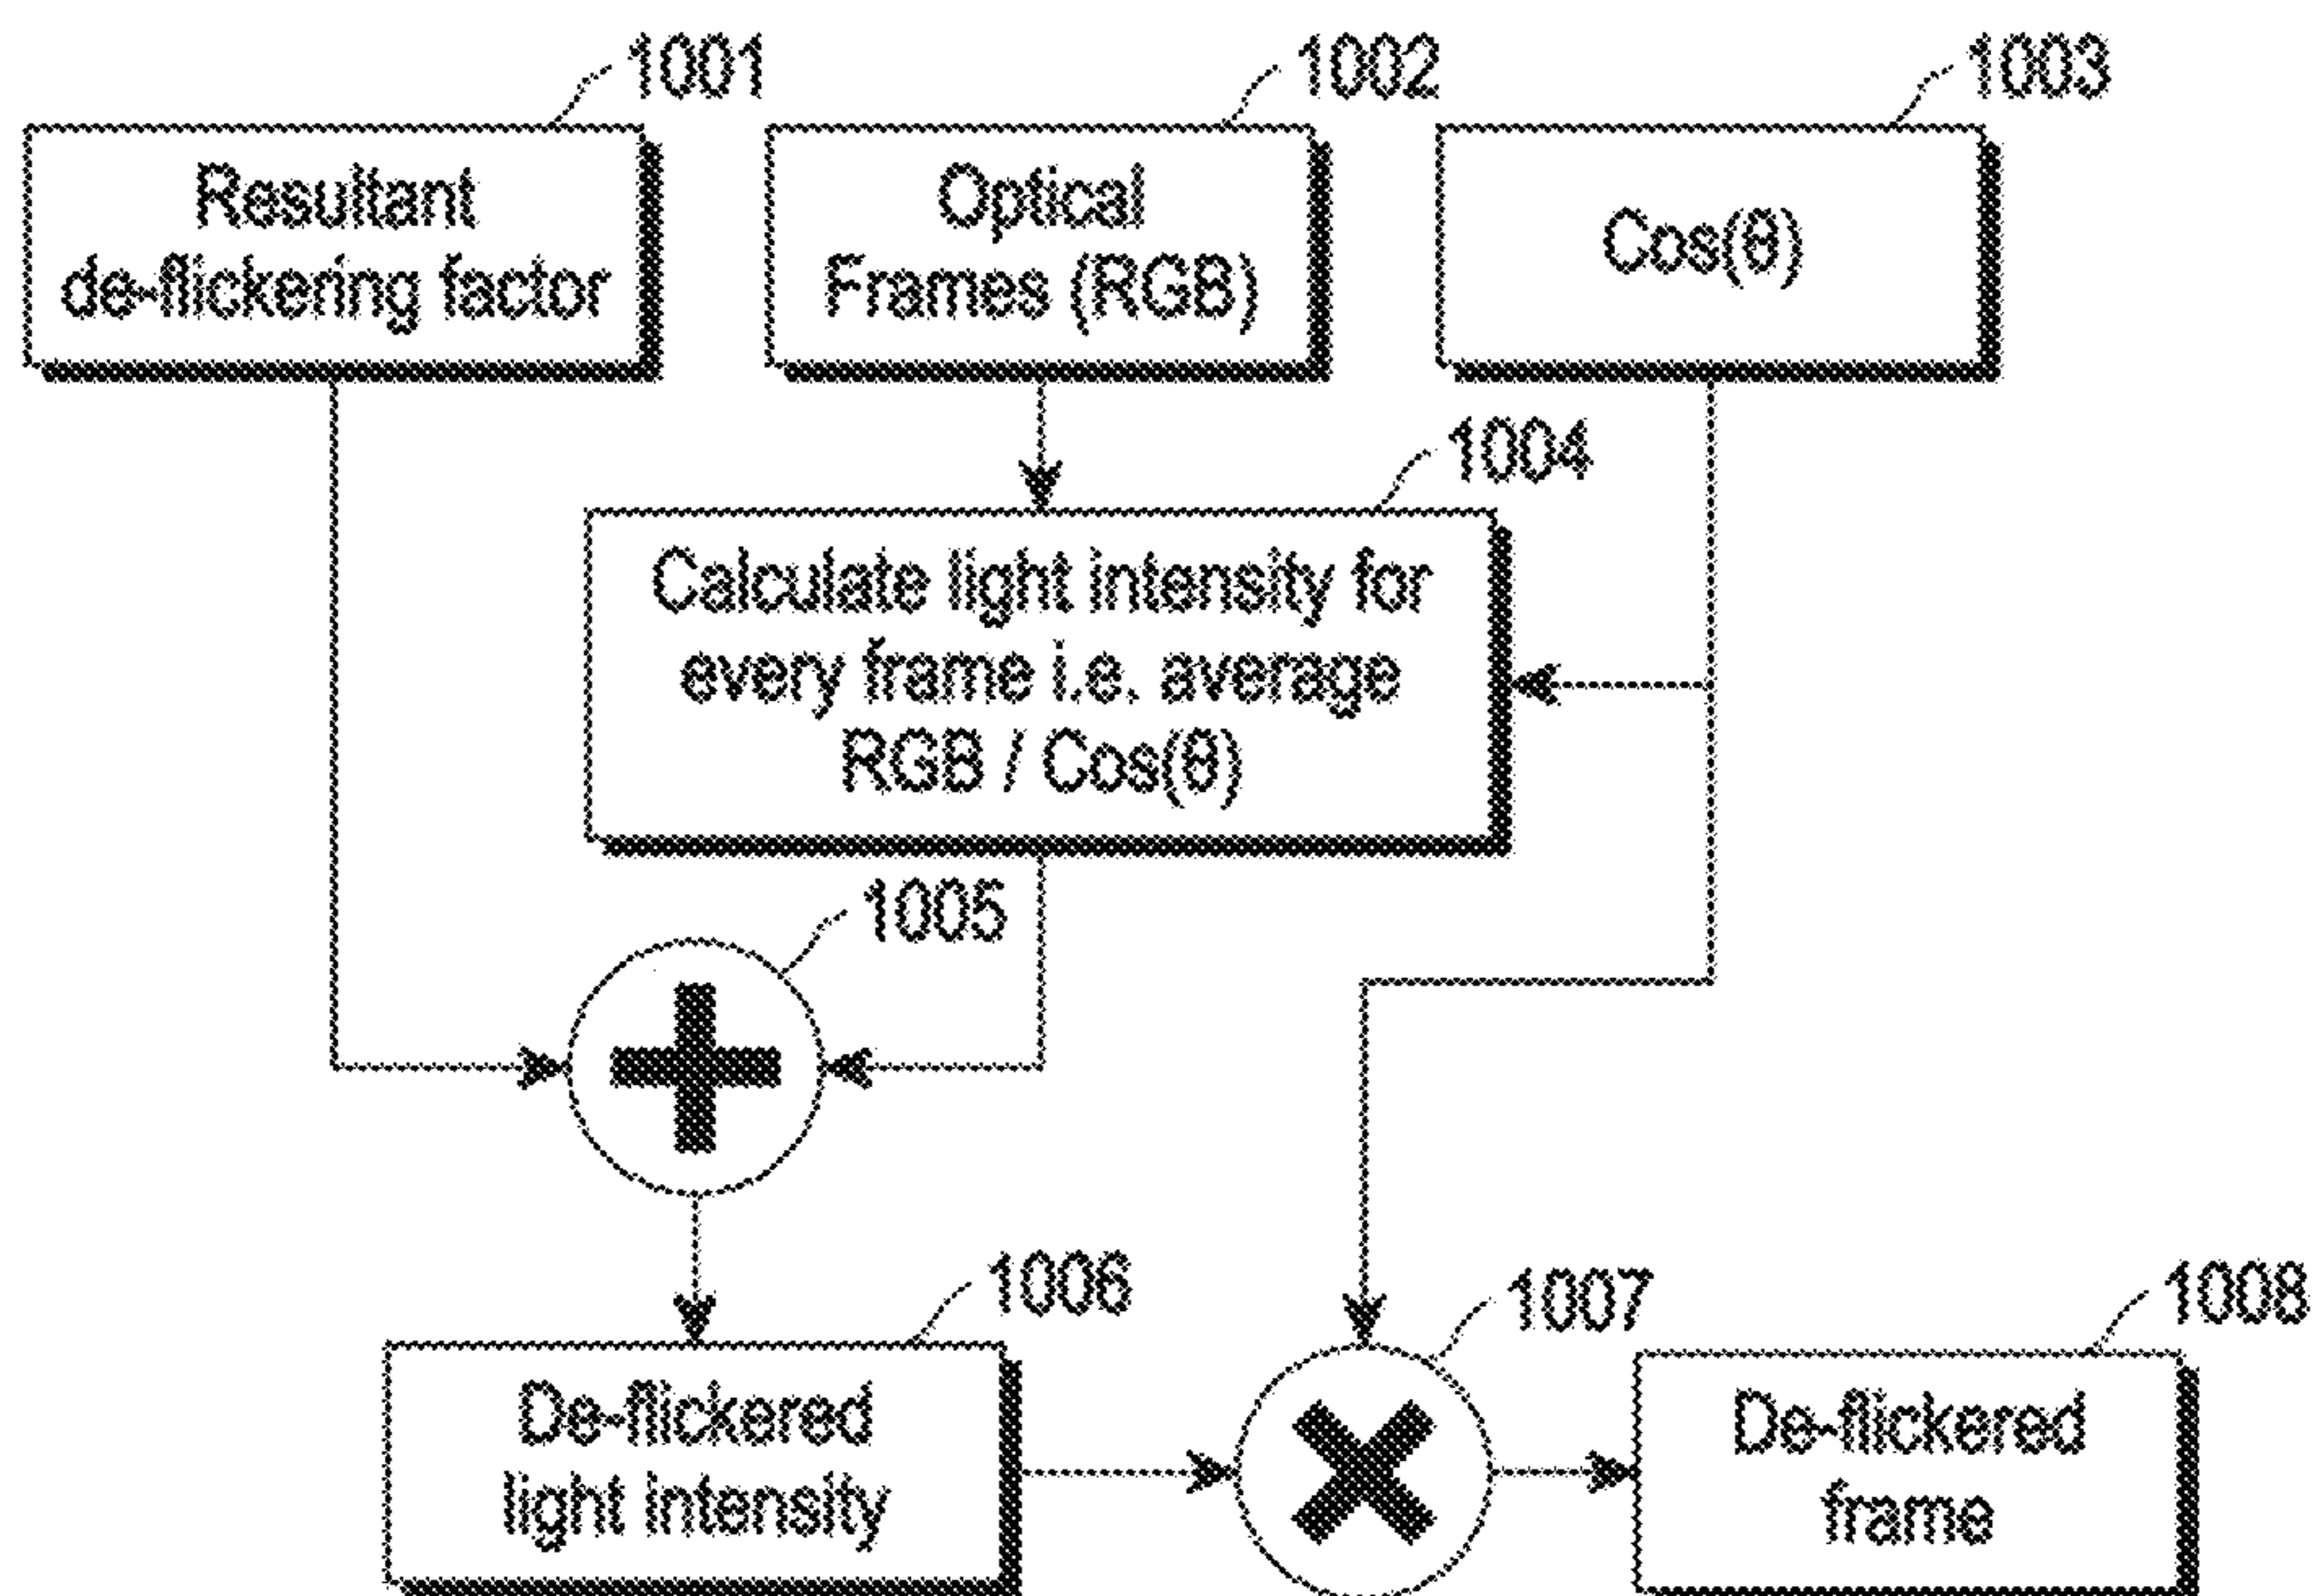 1001
1002
1003
Resultant
de-flickering factor
Optical
Frames (RGB)
Cos(θ)
1004
Calculate light intensity for
every frame i.e. average
RGB / Cos(θ)
1005
1006
1007
1008
De-flickered
light intensity
De-flickered
frame